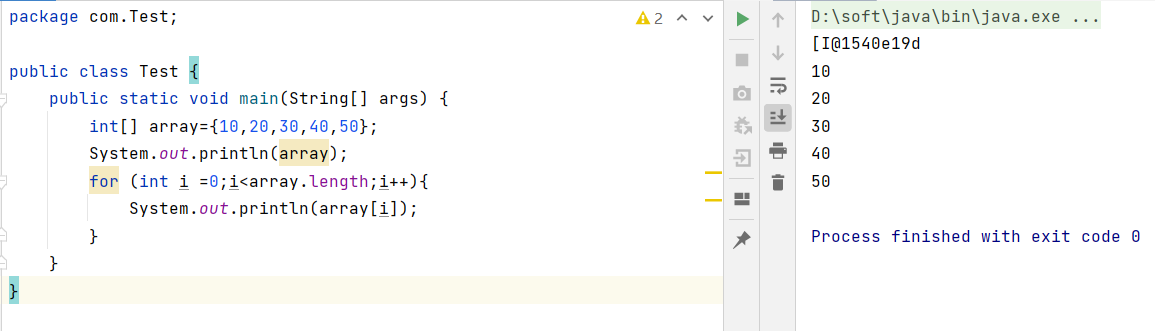 package com.Test;
2
public class Test {
    public static void main(String[] args) {
        int[] array={10,20,30,40,50};
        System.out.println(array);
        for (int i =0;i<array.length;i++){
            System.out.println(array[i]);
        }
    }
}
D:\soft\java\bin\java.exe ...
[I@1540e19d
10
20
30
40
50
Process finished with exit code 0